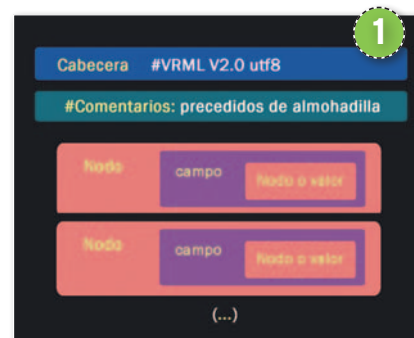 1
Cabecera #VRML V2.0 utf8
#Comentarios: precedidos de almohadilla
Nodo campo Nodo o valor
Nodo campo Nodo o valor
(...)